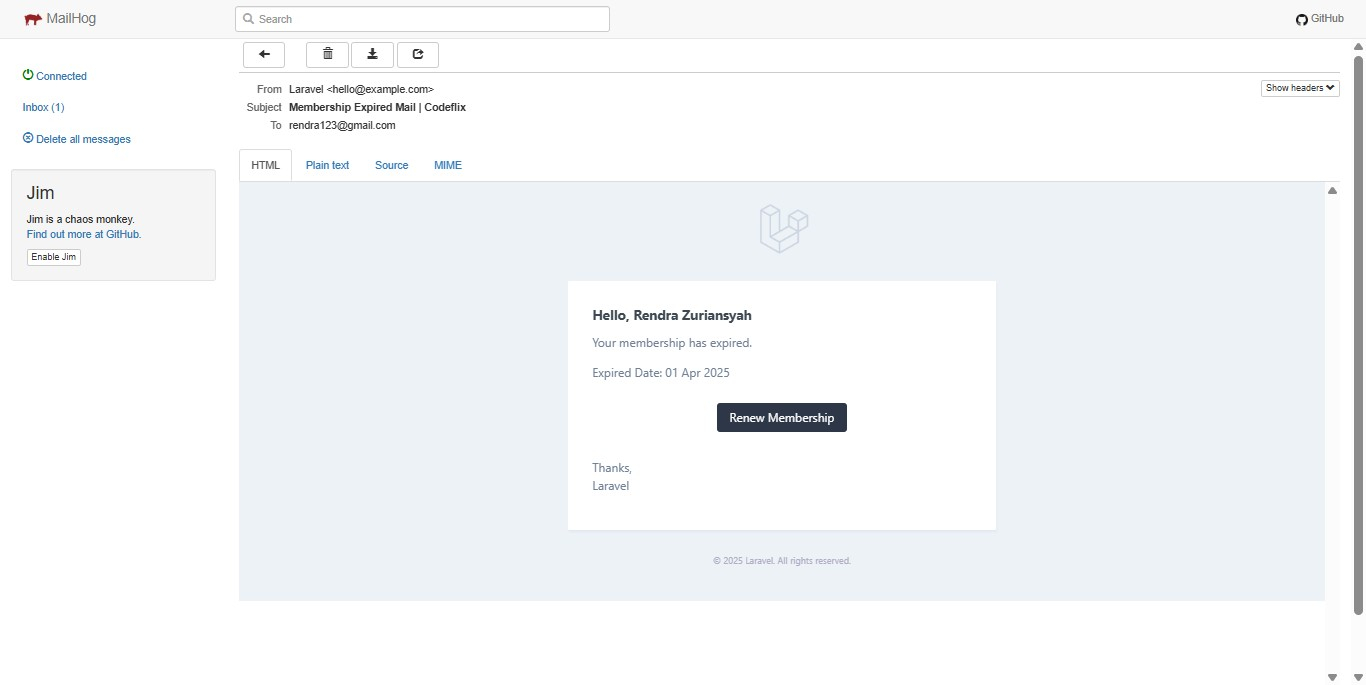 MailHog
Search
GitHub
Connected
Inbox (1)
Delete all messages
Jim
Jim is a chaos monkey.
Find out more at GitHub.
Enable Jim
From Laravel <hello@example.com>
Show headers
Subject Membership Expired Mail | Codeflix
To rendra123@gmail.com
HTML Plain text Source MIME
Hello, Rendra Zuriansyah
Your membership has expired.
Expired Date: 01 Apr 2025
Renew Membership
Thanks,
Laravel
© 2025 Laravel. All rights reserved.